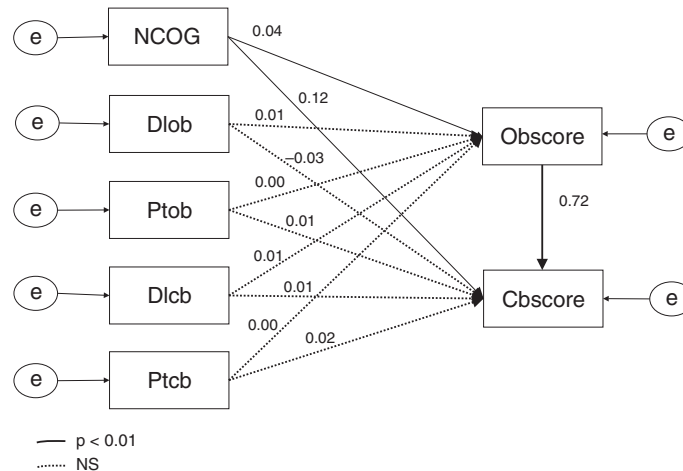 e
NCOG
0.04
0.12
e
Dlob
0.01
–0.03
Obscore
e
e
Ptob
0.00
0.01
0.72
e
Dlcb
0.01
0.01
Cbscore
e
e
Ptcb
0.00
0.02
p < 0.01
NS